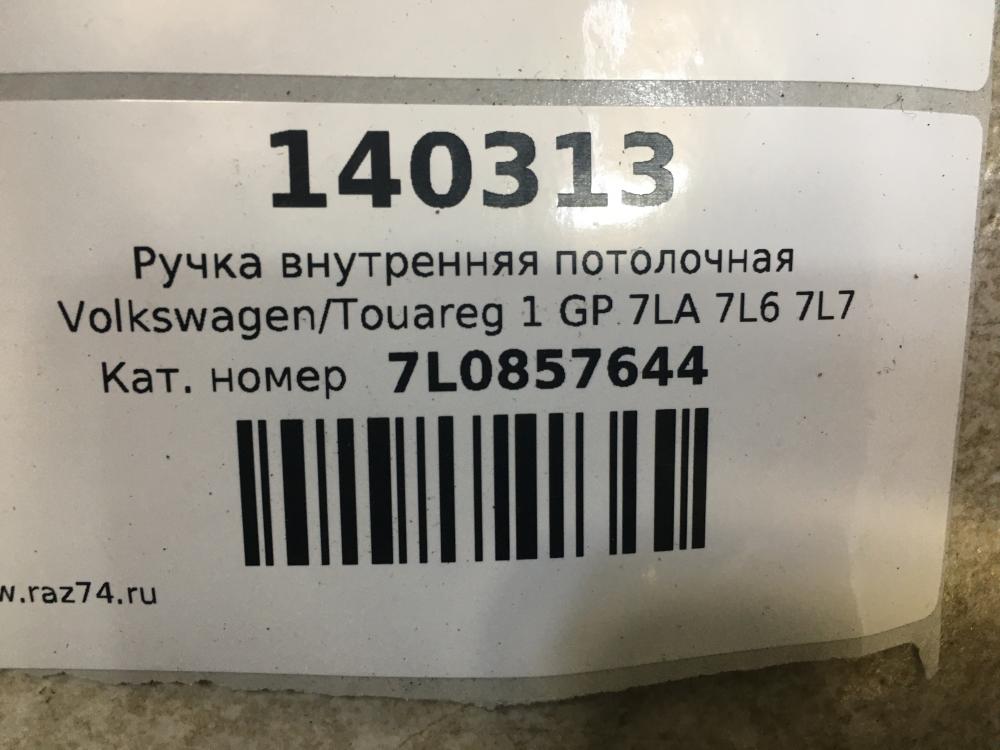 140313
Ручка внутренняя потолочная
Volkswagen/Touareg 1 GP 7LA 7L6 7L7
Кат. номер 7L0857644
w.raz74.ru